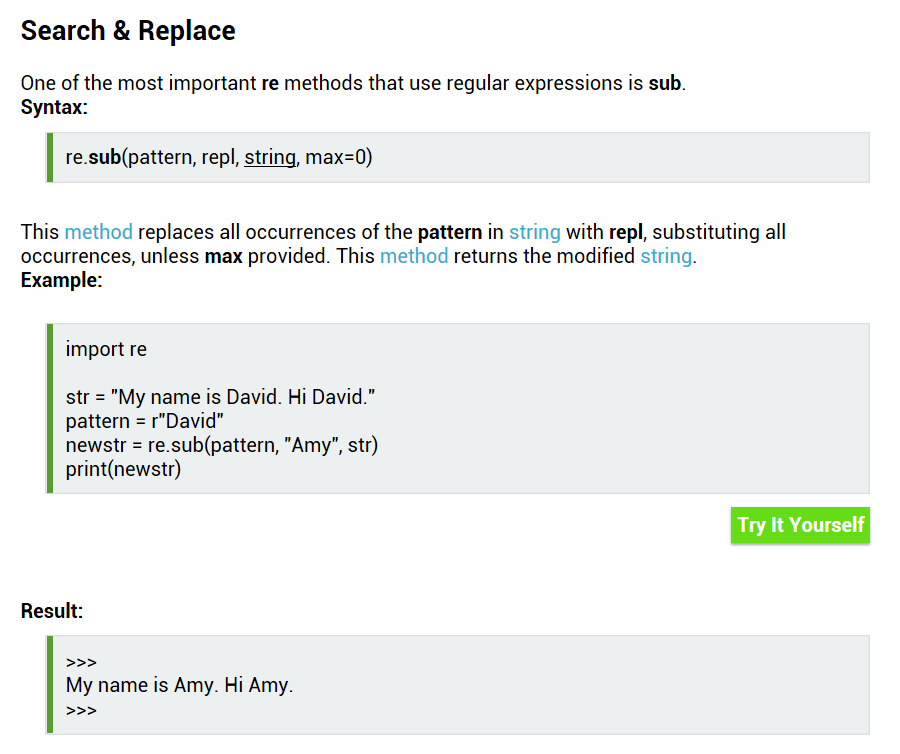 Search & Replace
One of the most important re methods that use regular expressions is sub.
Syntax:
re.sub(pattern, repl, string, max=0)
This method replaces all occurrences of the pattern in string with repl, substituting all
occurrences, unless max provided. This method returns the modified string.
Example:
import re
str = "My name is David. Hi David."
pattern = r"David"
newstr = re.sub(pattern, "Amy", str)
print(newstr)
Try It Yourself
Result:
>>>
My name is Amy. Hi Amy.
>>>